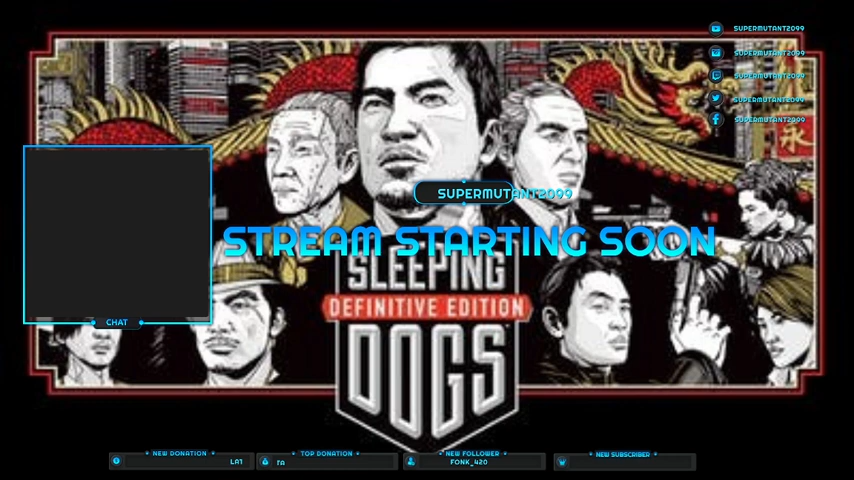 SUPERMUTANT2099
SUPERMUTANT2099
SUPERMUTANT2099
SUPERMUTANT2099
SUPERMUTANT2099
永
SUPERMUTANT2099
STREAM STARTING SOON
SLEEPING
DEFINITIVE EDITION
DOGS
CHAT
NEW DONATION
TOP DONATION
NEW FOLLOWER
FONK_420
NEW SUBSCRIBER